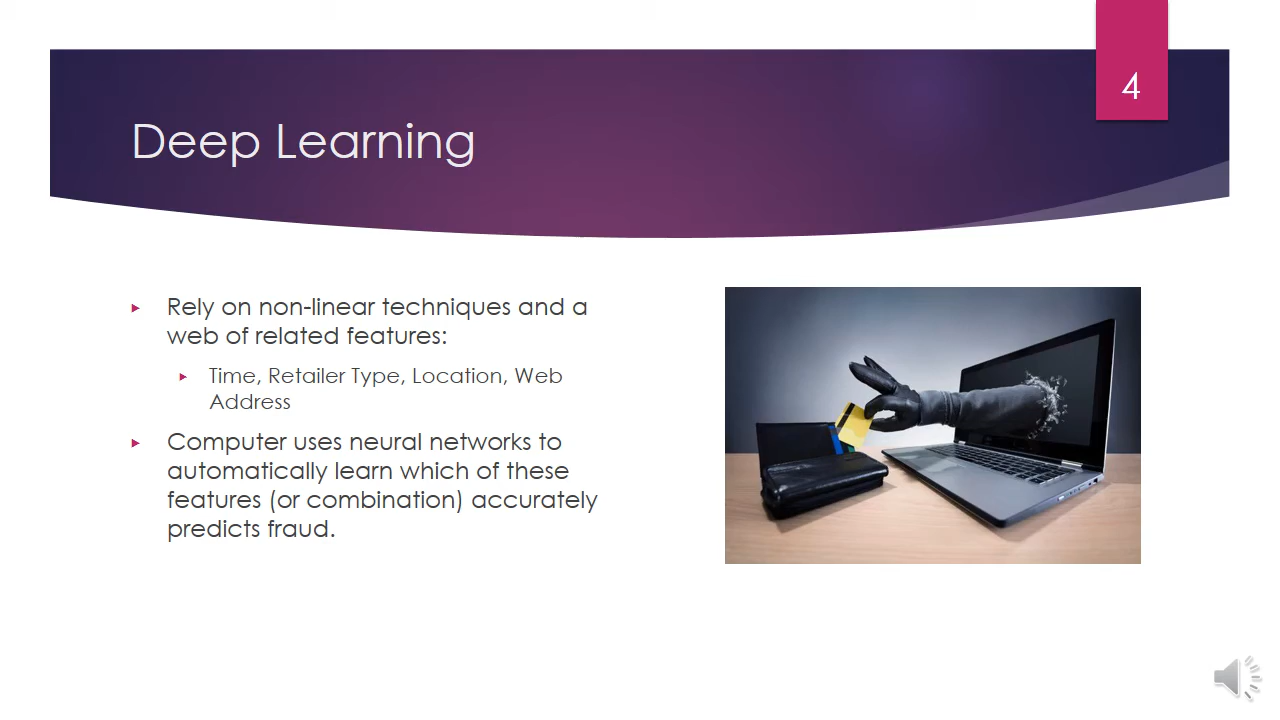 4
Deep Learning
Rely on non-linear techniques and a
web of related features:
Time, Retailer Type, Location, Web
Address
Computer uses neural networks to
automatically learn which of these
features (or combination) accurately
predicts fraud.